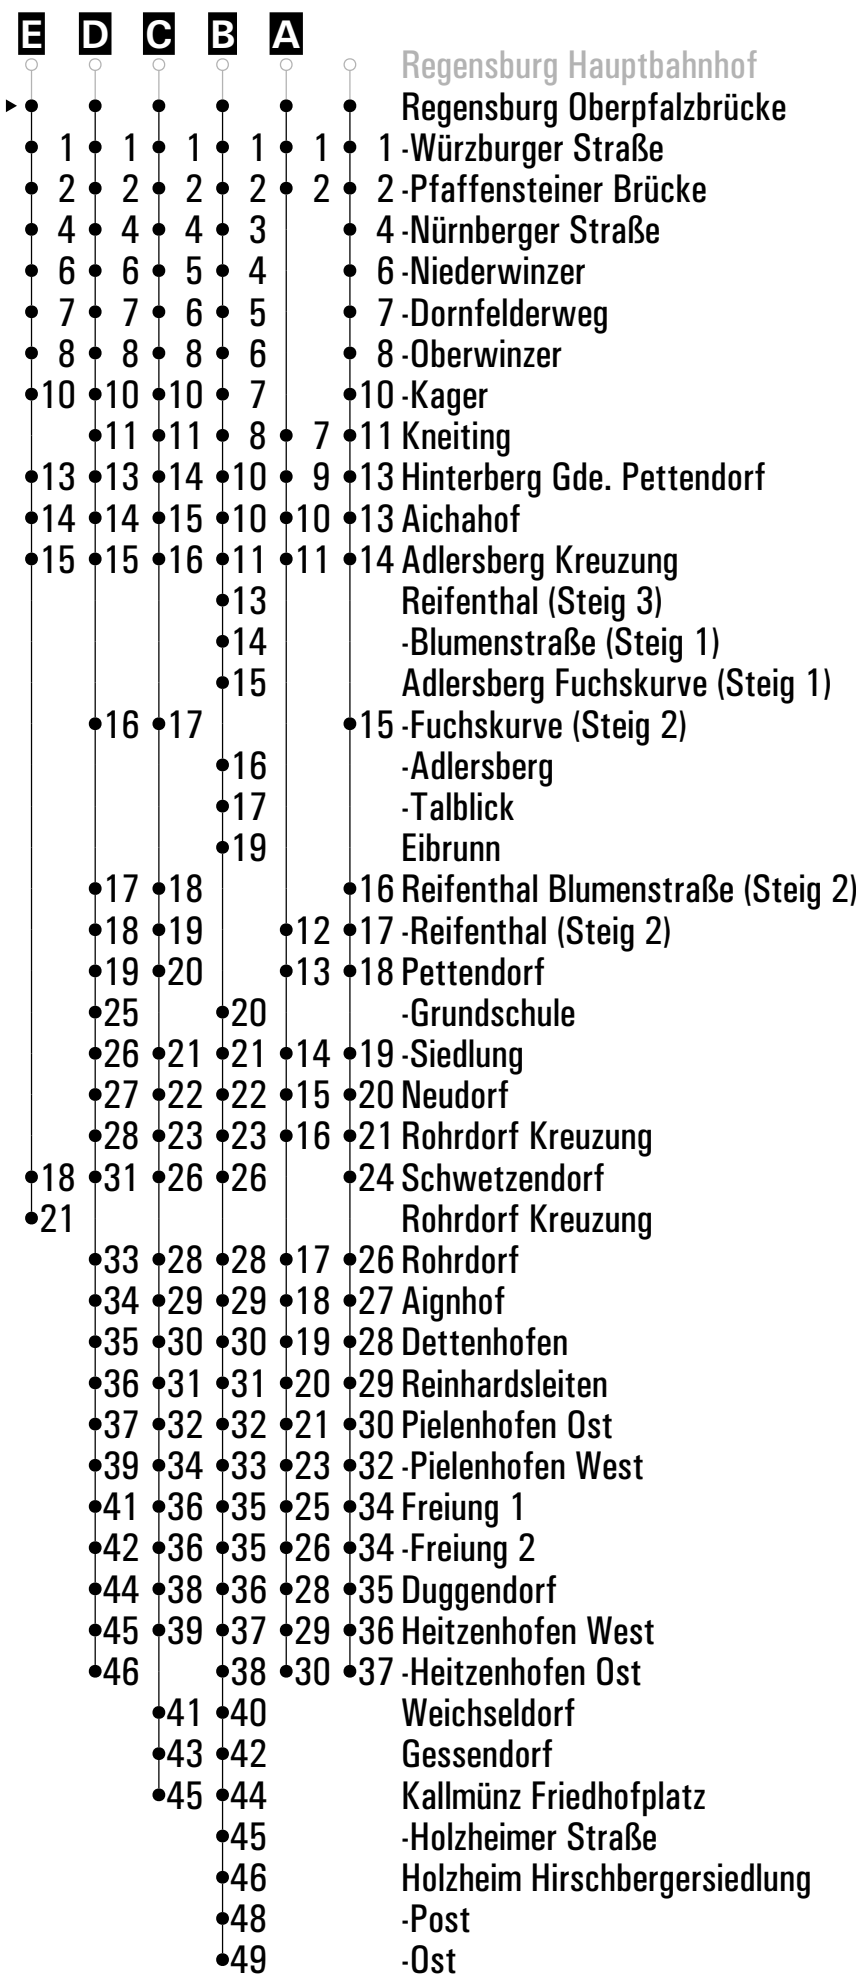 E D C B A
Regensburg Hauptbahnhof
Regensburg Oberpfalzbrücke
1 1 1 1 1 1 -Würzburger Straße
2 2 2 2 2 2 -Pfaffensteiner Brücke
4 4 4 3 4 -Nürnberger Straße
6 6 5 4 6 -Niederwinzer
7 7 6 5 7 -Dornfelderweg
8 8 8 6 8 -Oberwinzer
10 10 10 7 10 -Kager
11 11 8 7 11 Kneiting
13 13 14 10 9 13 Hinterberg Gde. Pettendorf
14 14 15 10 10 13 Aichahof
15 15 16 11 11 14 Adlersberg Kreuzung
13 Reifenthal (Steig 3)
14 -Blumenstraße (Steig 1)
15 Adlersberg Fuchskurve (Steig 1)
16 17 15 -Fuchskurve (Steig 2)
16 -Adlersberg
17 -Talblick
19 Eibrunn
17 18 16 Reifenthal Blumenstraße (Steig 2)
18 19 12 17 -Reifenthal (Steig 2)
19 20 13 18 Pettendorf
25 20 -Grundschule
26 21 21 14 19 -Siedlung
27 22 22 15 20 Neudorf
28 23 23 16 21 Rohrdorf Kreuzung
18 31 26 26 24 Schwetzendorf
21 Rohrdorf Kreuzung
33 28 28 17 26 Rohrdorf
34 29 29 18 27 Aignhof
35 30 30 19 28 Dettenhofen
36 31 31 20 29 Reinhardsleiten
37 32 32 21 30 Pielenhofen Ost
39 34 33 23 32 -Pielenhofen West
41 36 35 25 34 Freiung 1
42 36 35 26 34 -Freiung 2
44 38 36 28 35 Duggendorf
45 39 37 29 36 Heitzenhofen West
46 38 30 37 -Heitzenhofen Ost
41 40 Weichseldorf
43 42 Gessendorf
45 44 Kallmünz Friedhofplatz
45 -Holzheimer Straße
46 Holzheim Hirschbergersiedlung
48 -Post
49 -Ost